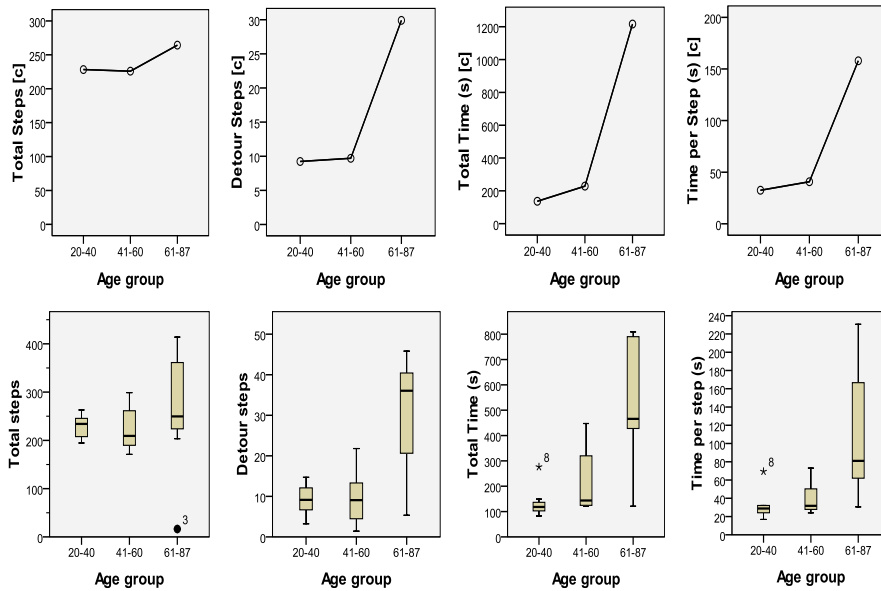 Total Steps [c]
300
250
200
150
100
50
0
20-40 41-60 61-87
Age group
Detour Steps [c]
30
25
20
15
10
5
0
20-40 41-60 61-87
Age group
Total Time (s) [c]
1200
1000
800
600
400
200
0
20-40 41-60 61-87
Age group
Time per Step (s) [c]
200
150
100
50
0
20-40 41-60 61-87
Age group
Total steps
400
300
200
100
0
3
20-40 41-60 61-87
Age group
Detour Steps
50
40
30
20
10
0
20-40 41-60 61-87
Age group
Total Time (s)
800
700
600
500
400
300
200
100
0
8
20-40 41-60 61-87
Age group
Time per step (s)
240
220
200
180
160
140
120
100
80
60
40
20
0
8
20-40 41-60 61-87
Age group